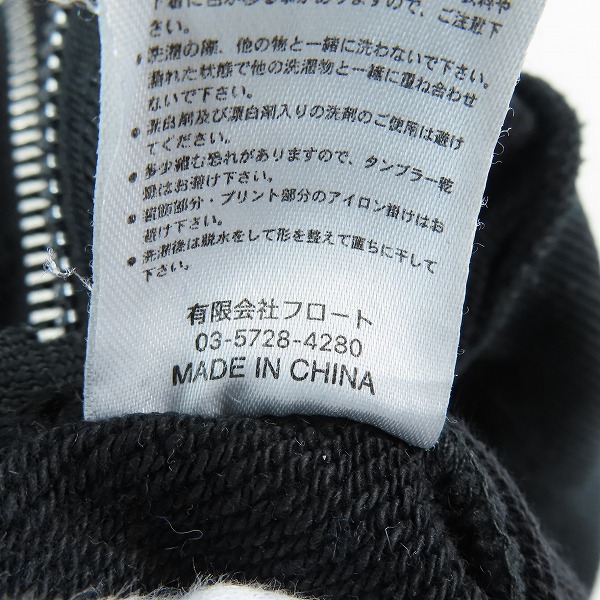 さい。
●洗濯の際、他の物と一緒に洗わないで下さい。
濡れた状態で他の洗濯物と一緒に重ね合わせ
ないで下さい。
●漂白剤及び漂白剤入りの洗剤のご使用は避け
てください。
●多少縮む恐れがありますので、タンブラー乾
燥はお避け下さい。
●装飾部分・プリント部分のアイロン掛けはお
避け下さい。
●洗濯後は脱水をして形を整えて直ちに干して
下さい。
有限会社フロート
03-5728-4280
MADE IN CHINA